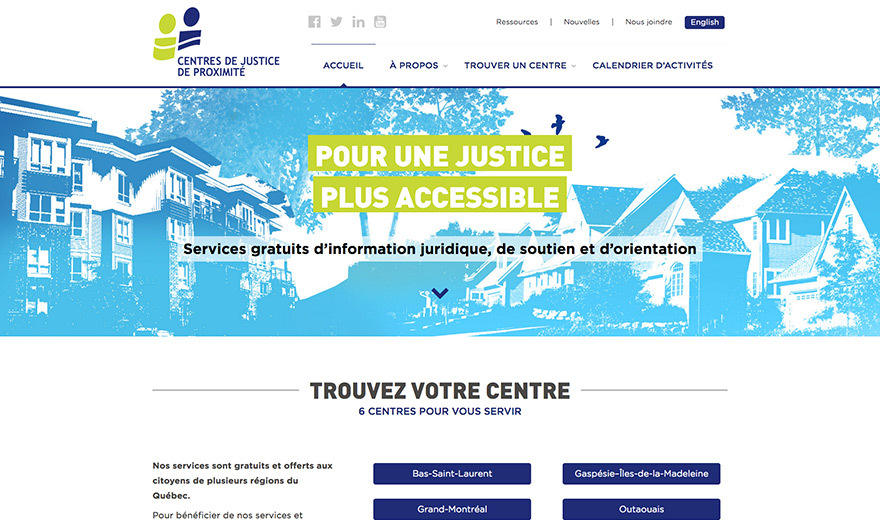 CENTRES DE JUSTICE
DE PROXIMITÉ
Ressources | Nouvelles | Nous joindre English
ACCUEIL À PROPOS TROUVER UN CENTRE CALENDRIER D'ACTIVITÉS
POUR UNE JUSTICE
PLUS ACCESSIBLE
Services gratuits d'information juridique, de soutien et d'orientation
TROUVEZ VOTRE CENTRE
6 CENTRES POUR VOUS SERVIR
Nos services sont gratuits et offerts aux
citoyens de plusieurs régions du
Québec.
Pour bénéficier de nos services et
Bas-Saint-Laurent
Gaspésie–Îles-de-la-Madeleine
Grand-Montréal
Outaouais